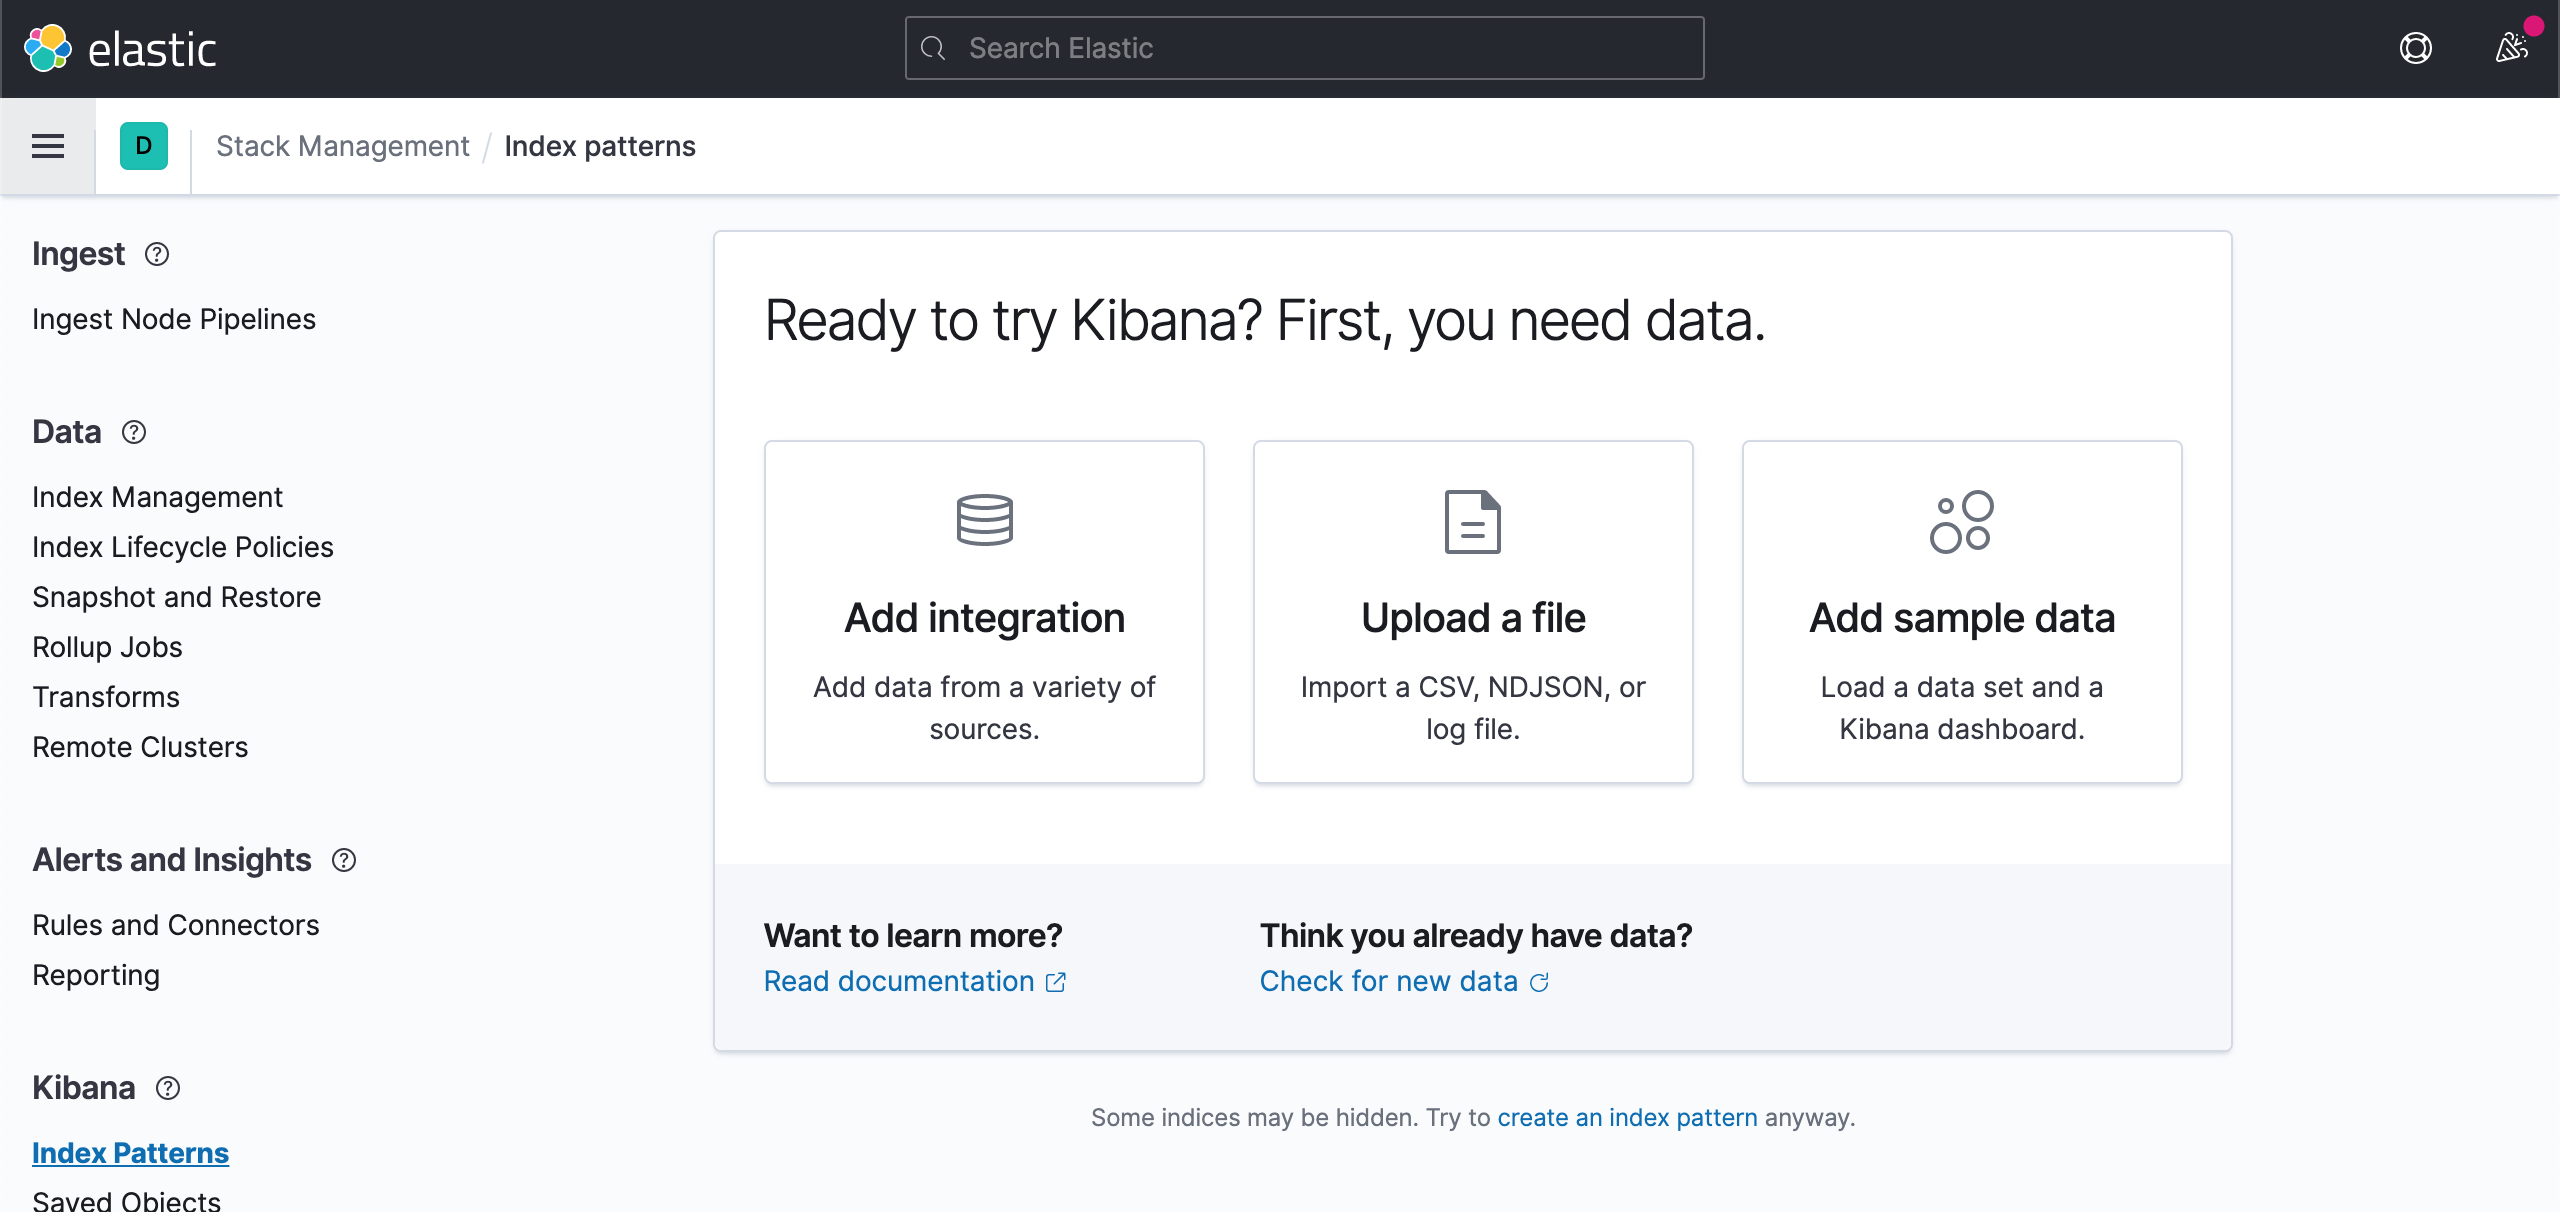 elastic
Search Elastic
D
Stack Management / Index patterns
Ingest
Ingest Node Pipelines
Data
Index Management
Index Lifecycle Policies
Snapshot and Restore
Rollup Jobs
Transforms
Remote Clusters
Alerts and Insights
Rules and Connectors
Reporting
Kibana
Index Patterns
Saved Objects
Ready to try Kibana? First, you need data.
Add integration
Add data from a variety of
sources.
Upload a file
Import a CSV, NDJSON, or
log file.
Add sample data
Load a data set and a
Kibana dashboard.
Want to learn more?
Read documentation
Think you already have data?
Check for new data
Some indices may be hidden. Try to create an index pattern anyway.